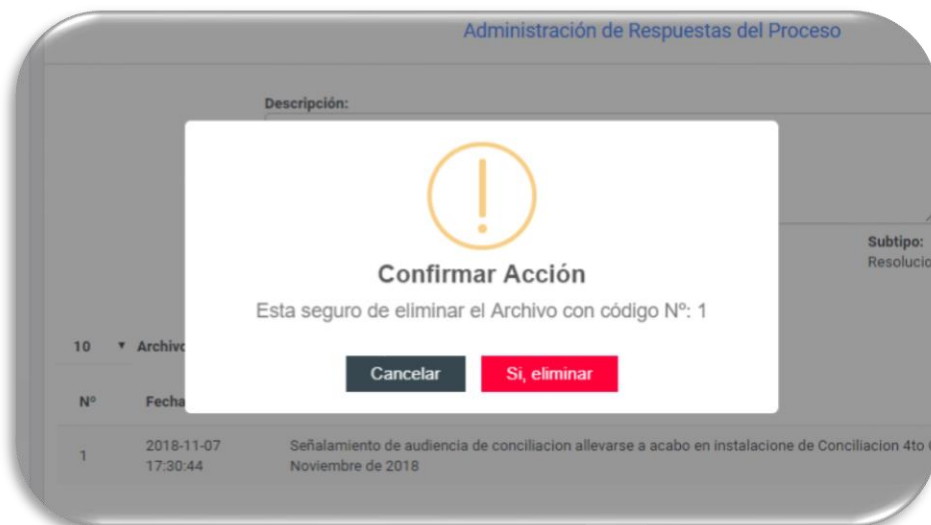 Administración de Respuestas del Proceso
Descripción:
Confirmar Acción
Esta seguro de eliminar el Archivo con código Nº: 1
Cancelar
Si, eliminar
Subtipo:
10
Nº
Fecha
1
2018-11-07
17:30:44
Señalamiento de audiencia de conciliacion allevarse a acabo en instalacione de Conciliacion 4to
Noviembre de 2018